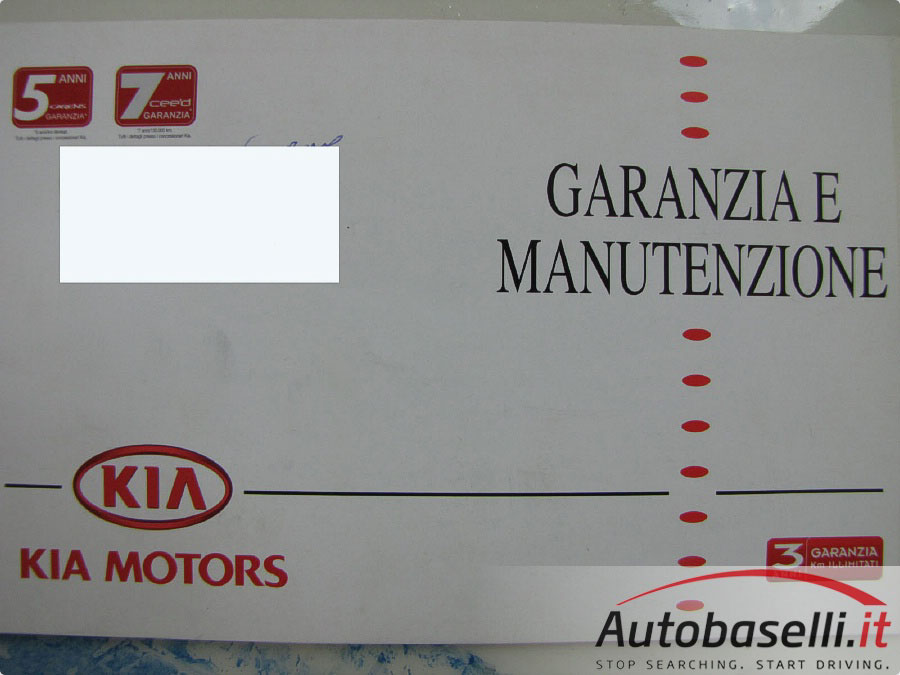 5 ANNI
CARENS
GARANZIA*
7 ANNI
cee'd
GARANZIA*
GARANZIA E
MANUTENZIONE
KIA
KIA MOTORS
3
GARANZIA
Km ILLIMITATI
Autobaselli.it
STOP SEARCHING. START DRIVING.